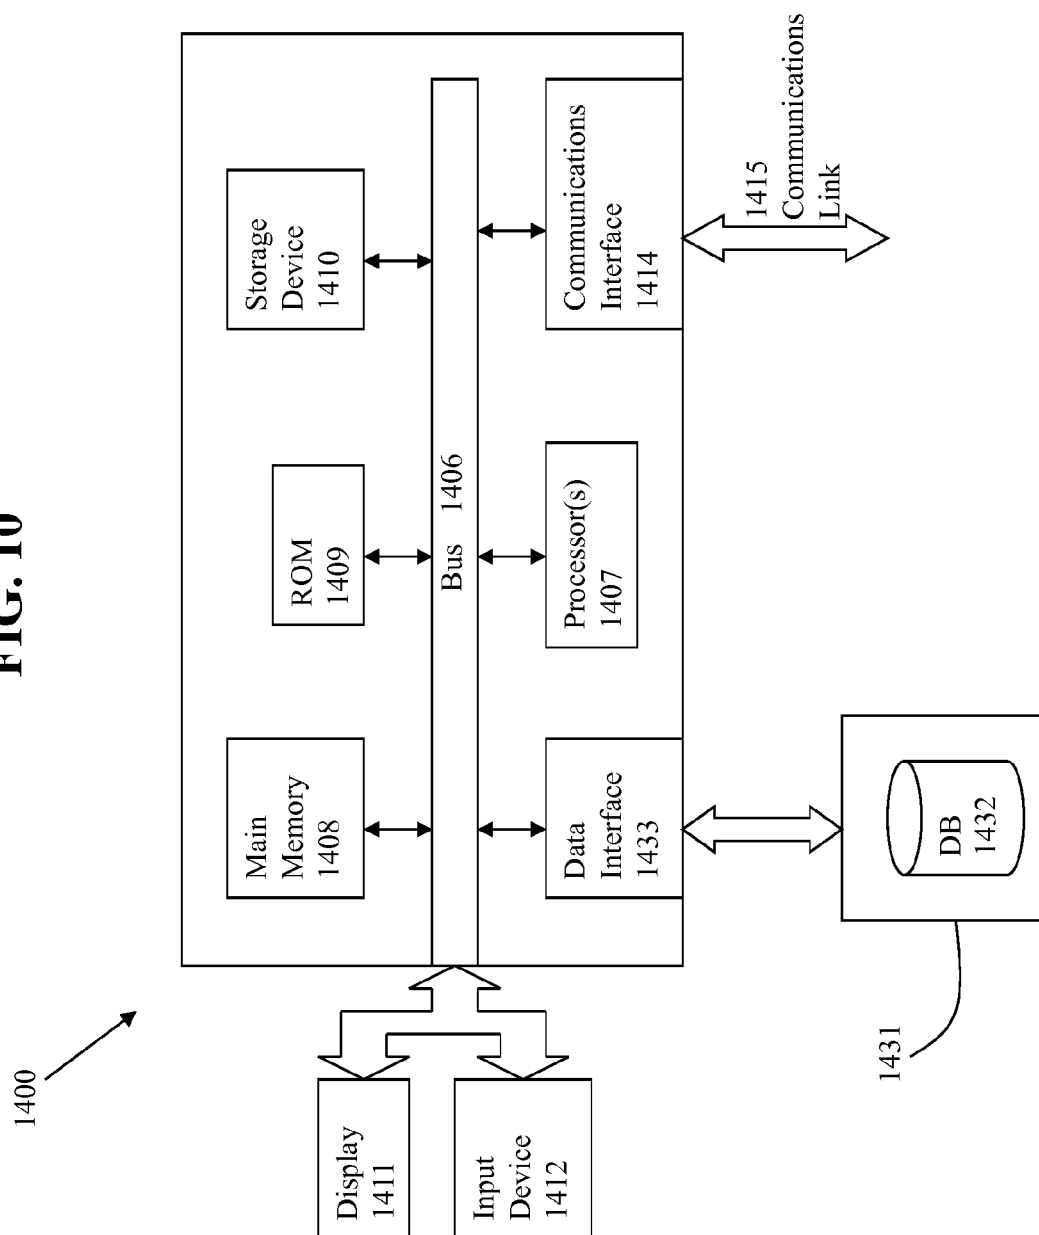 FIG. 10
1400
Display
1411
Input
Device
1412
Main
Memory
1408
ROM
1409
Storage
Device
1410
Bus 1406
Data
Interface
1433
Processor(s)
1407
Communications
Interface
1414
1415
Communications
Link
DB
1432
1431